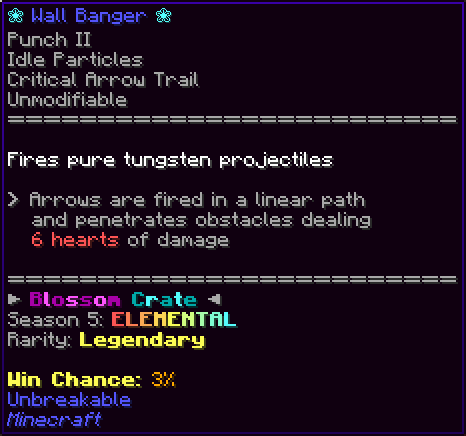 ❀ Wall Banger ❀
Punch II
Idle Particles
Critical Arrow Trail
Unmodifiable
==============================
Fires pure tungsten projectiles
> Arrows are fired in a linear path
and penetrates obstacles dealing
6 hearts of damage
==============================
► Blossom Crate ◄
Season 5: ELEMENTAL
Rarity: Legendary
Win Chance: 3%
Unbreakable
Minecraft